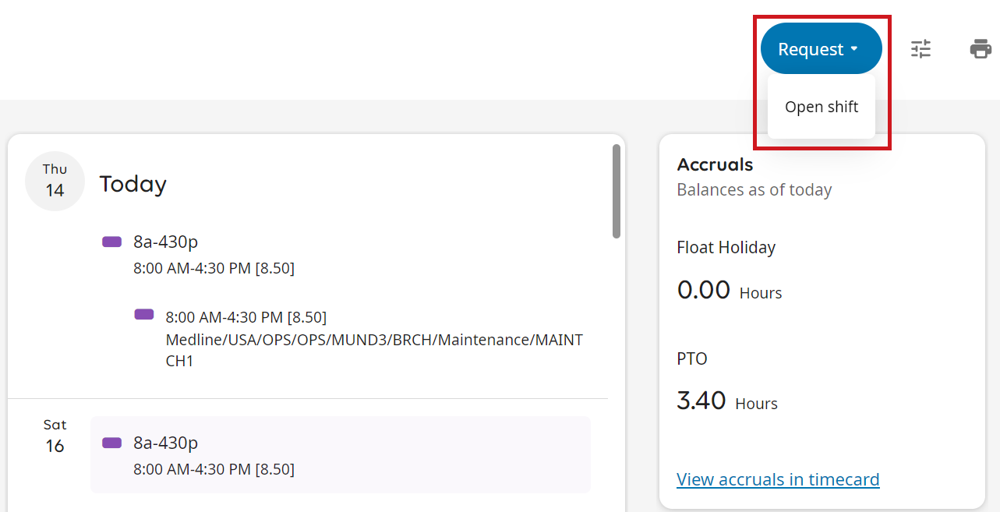 Request
Open shift
Thu
14
Today
8a-430p
8:00 AM-4:30 PM [8.50]
8:00 AM-4:30 PM [8.50]
Medline/USA/OPS/OPS/MUND3/BRCH/Maintenance/MAINT
CH1
Sat
16
8a-430p
8:00 AM-4:30 PM [8.50]
Accruals
Balances as of today
Float Holiday
0.00 Hours
PTO
3.40 Hours
View accruals in timecard